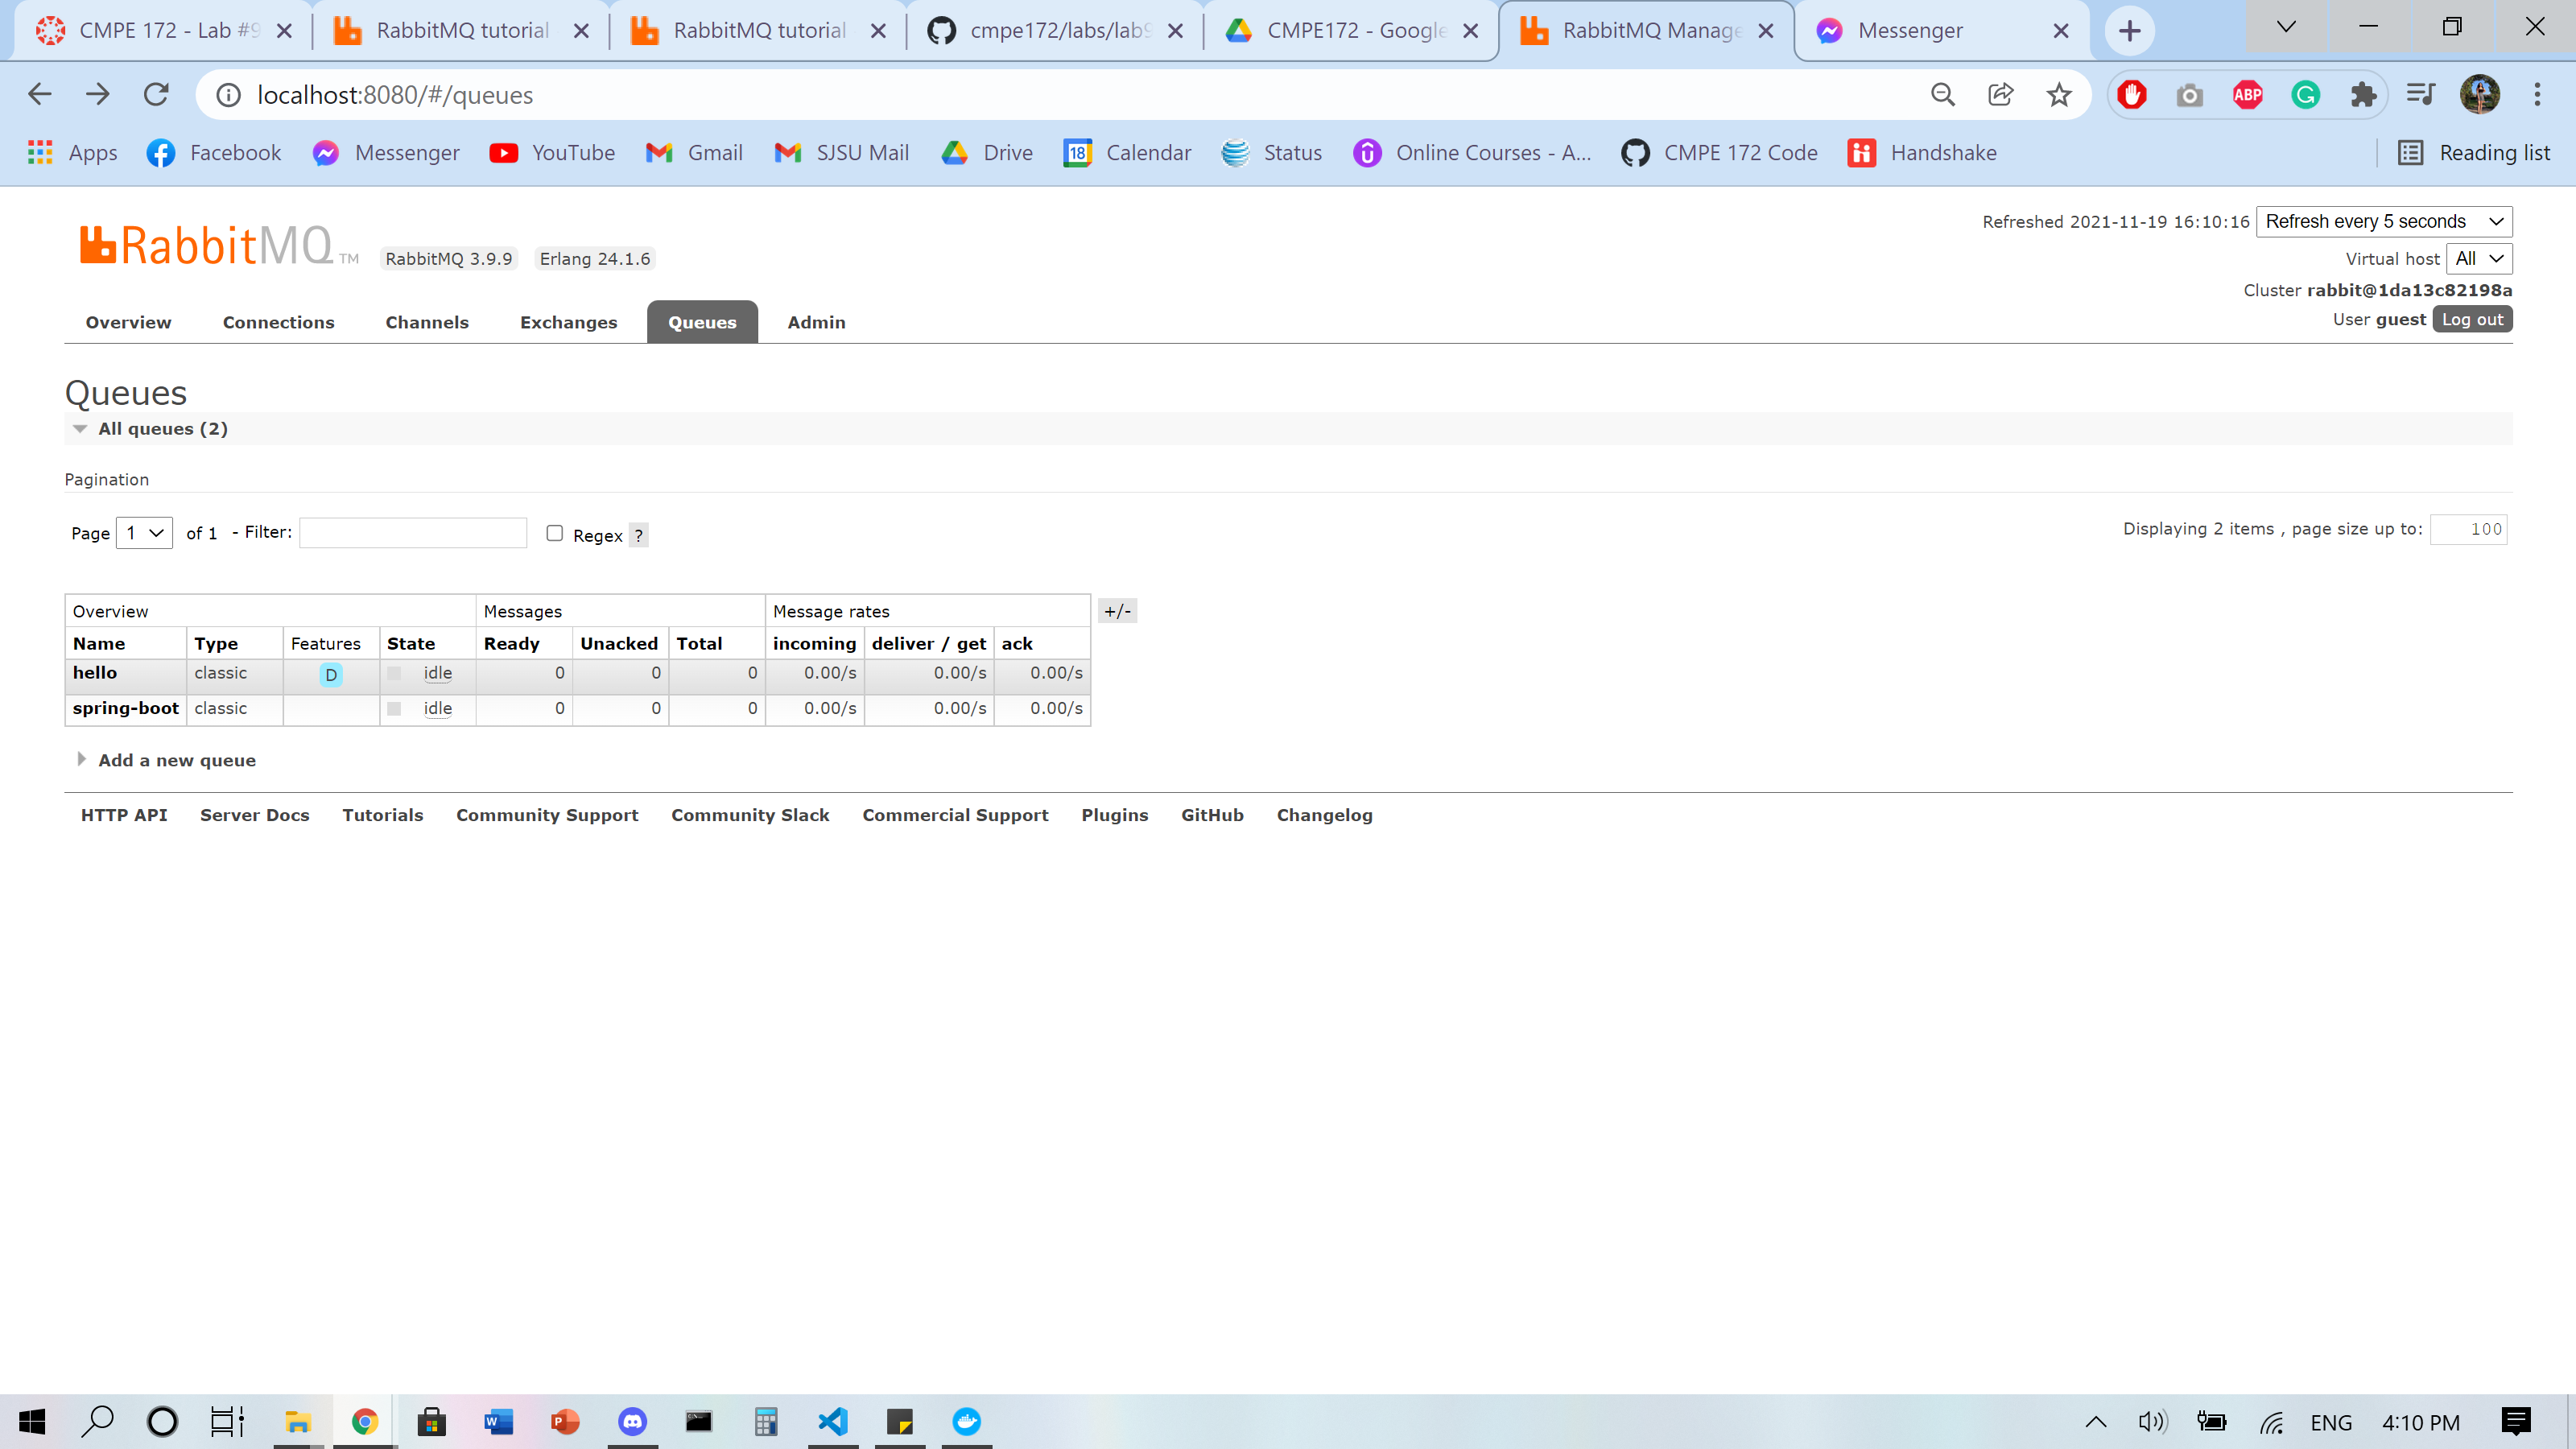 CMPE 172 - Lab #9
RabbitMQ tutorial
RabbitMQ tutorial
cmpe172/labs/lab9
CMPE172 - Google
RabbitMQ Manage
Messenger
localhost:8080/#/queues
ABP
Apps
Facebook
Messenger
YouTube
Gmail
SJSU Mail
Drive
18
Calendar
Status
Online Courses - A...
CMPE 172 Code
Handshake
Reading list
RabbitMQ TM
RabbitMQ 3.9.9
Erlang 24.1.6
Refreshed 2021-11-19 16:10:16
Refresh every 5 seconds
Virtual host All
Cluster rabbit@1da13c82198a
User guest Log out
Overview
Connections
Channels
Exchanges
Queues
Admin
Queues
All queues (2)
Pagination
Page 1 of 1 - Filter:
Regex ?
Displaying 2 items , page size up to: 100
Overview Messages Message rates +/-
Name Type Features State Ready Unacked Total incoming deliver / get ack
hello classic D idle 0 0 0 0.00/s 0.00/s 0.00/s
spring-boot classic idle 0 0 0 0.00/s 0.00/s 0.00/s
Add a new queue
HTTP API Server Docs Tutorials Community Support Community Slack Commercial Support Plugins GitHub Changelog
ENG
4:10 PM